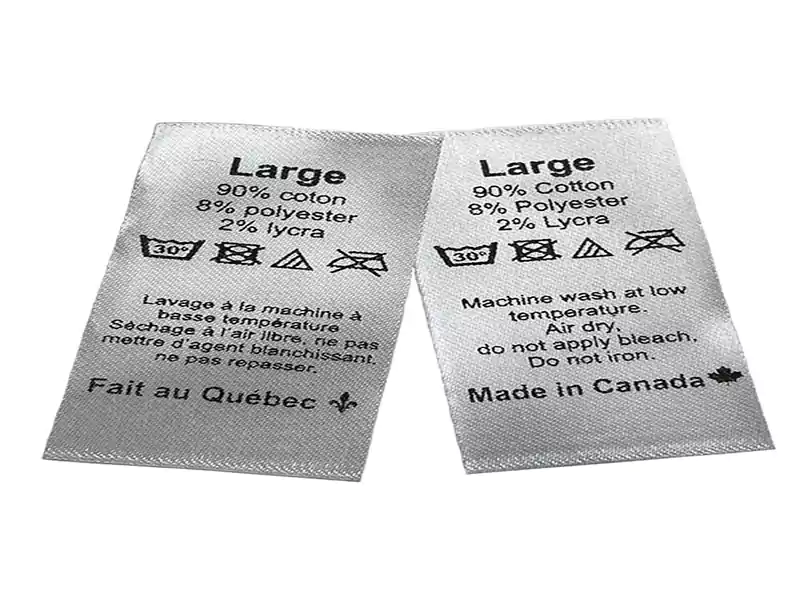 Large
90% coton
8% polyester
2% lycra
30°
Lavage à la machine à
basse température
Séchage à l'air libre, ne pas
mettre d'agent blanchissant.
ne pas repasser.
Fait au Québec
Large
90% Cotton
8% Polyester
2% Lycra
30°
Machine wash at low
temperature.
Air dry,
do not apply bleach,
Do not iron.
Made in Canada